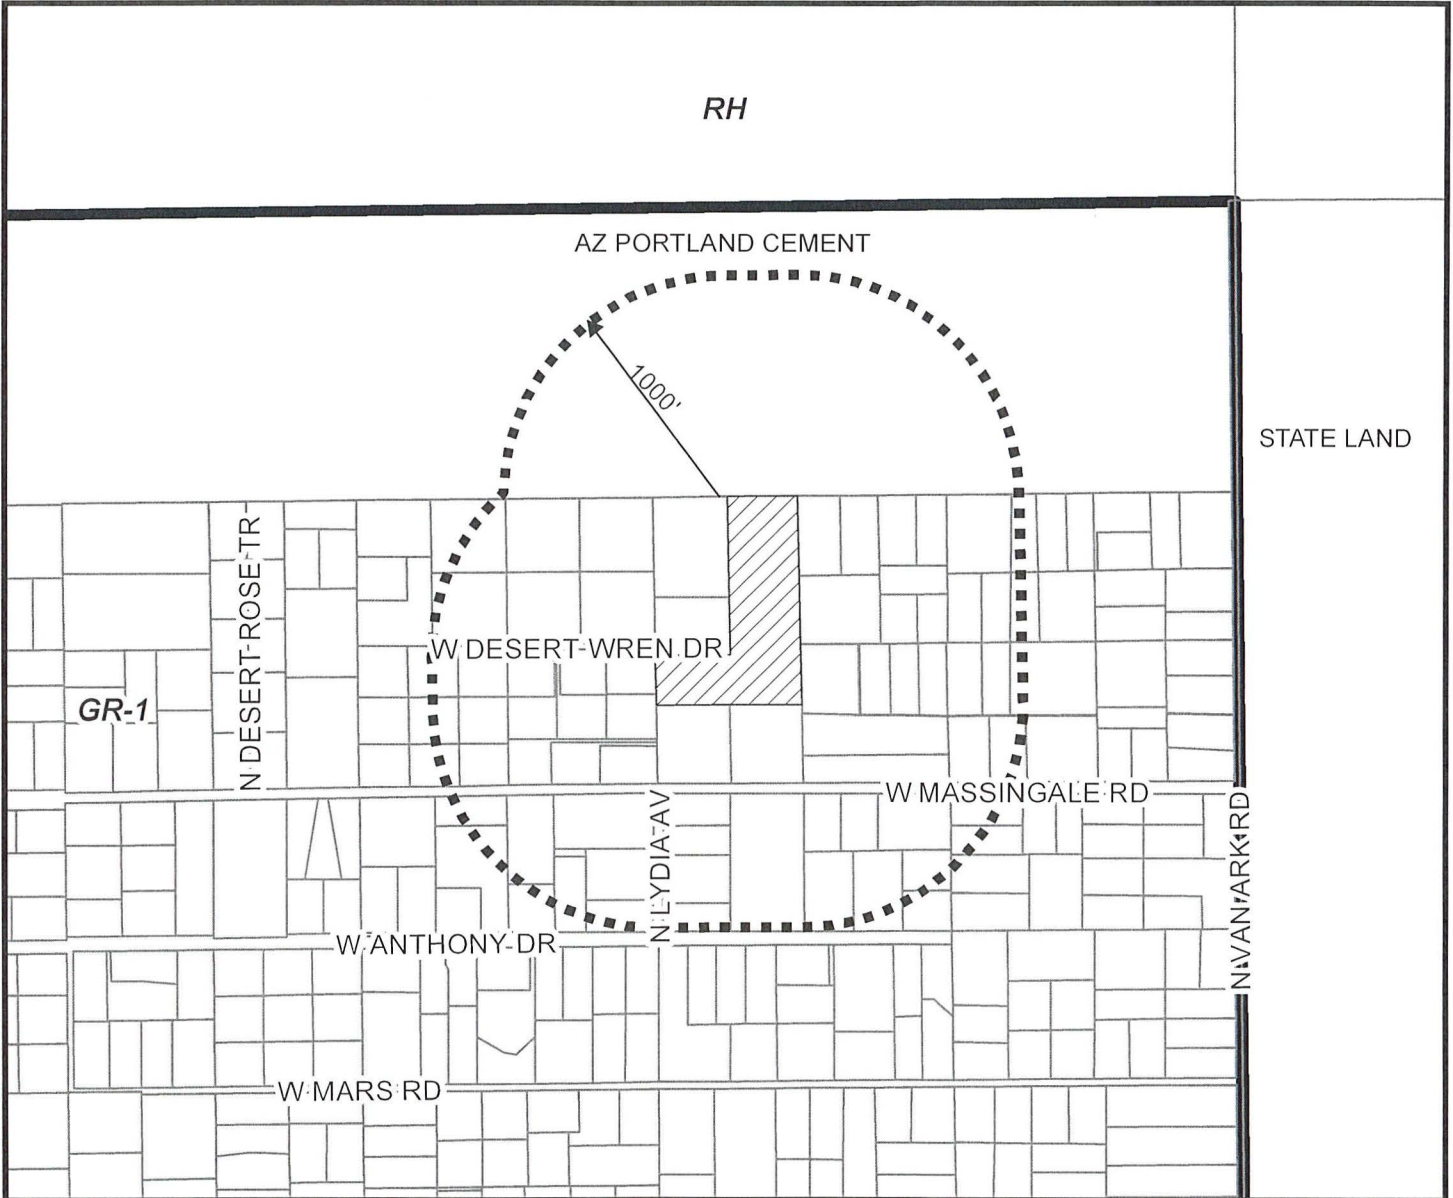 RH
AZ PORTLAND CEMENT
1000'
STATE LAND
N DESERT ROSE TR
W DESERT WREN DR
GR-1
W MASSINGALE RD
N LYDIA AV
N VAN ARK RD
W ANTHONY DR
W MARS RD